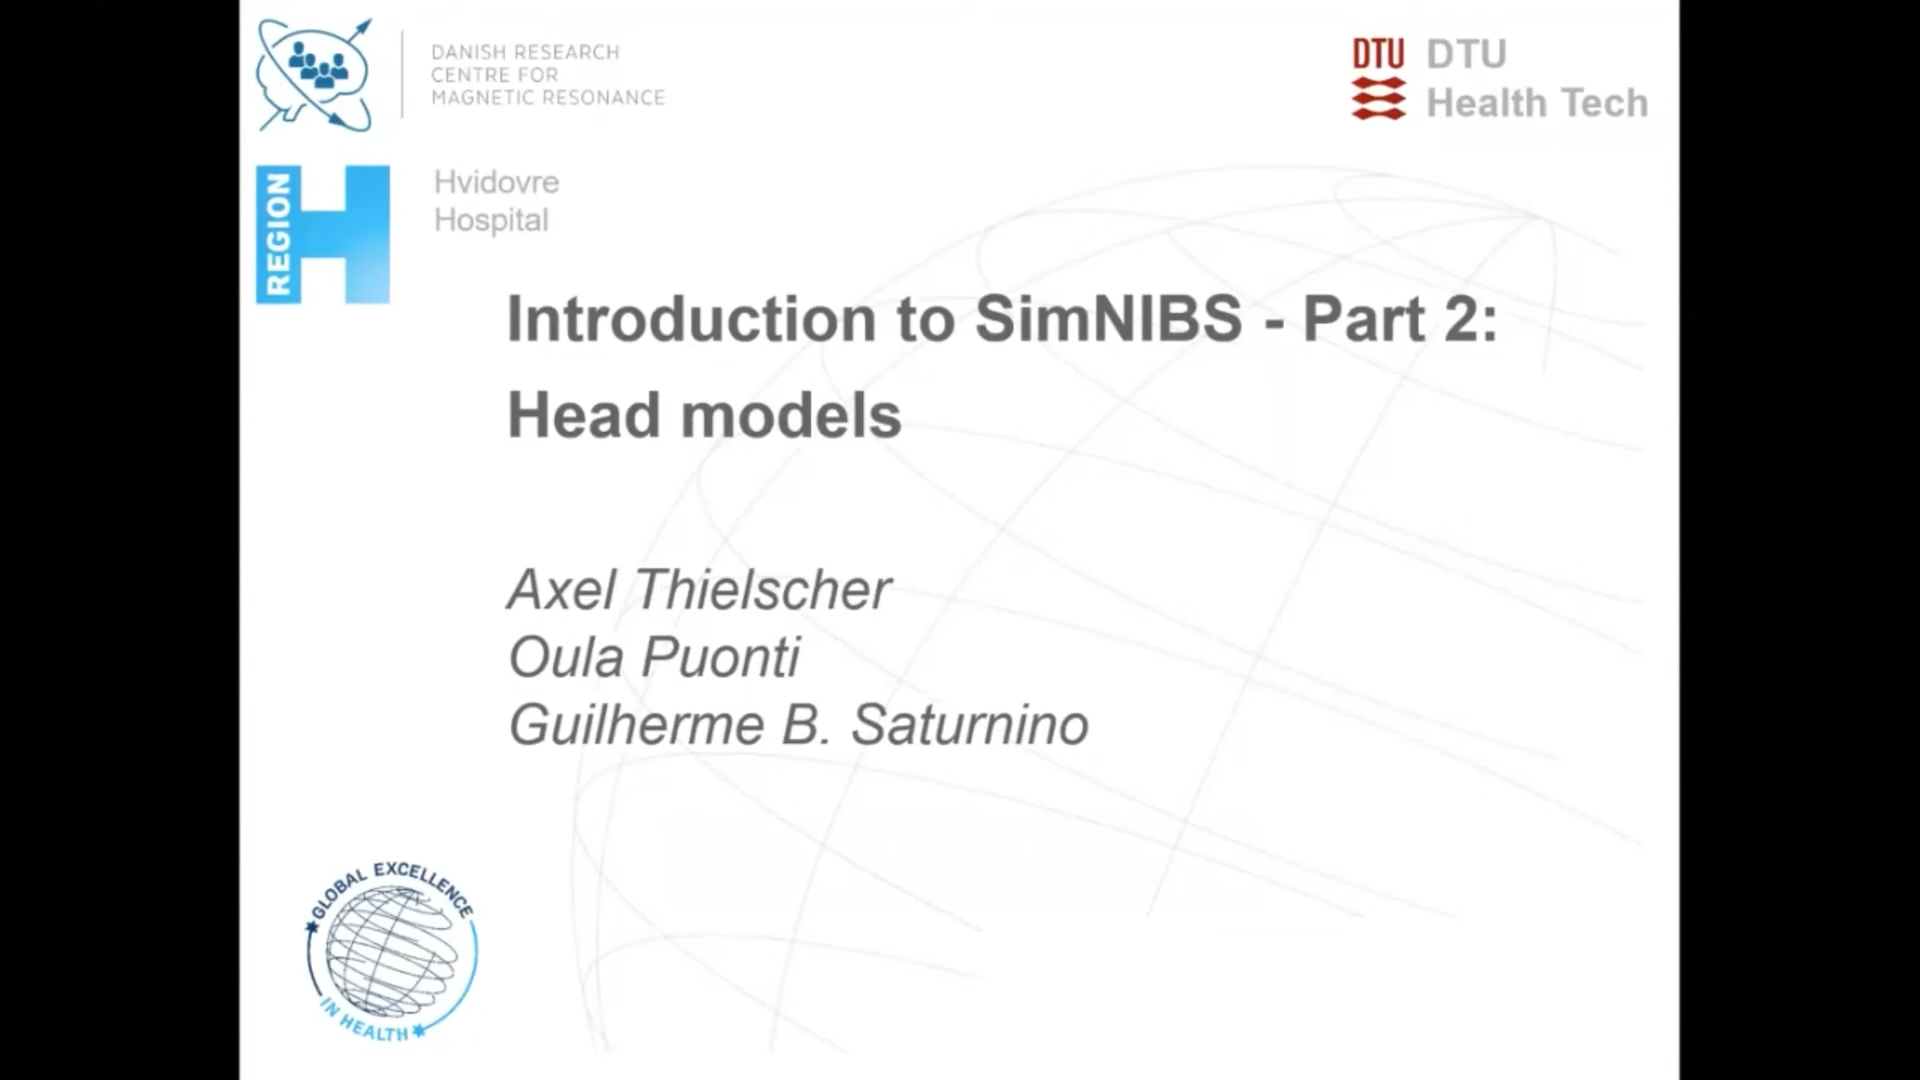 DANISH RESEARCH
CENTRE FOR
MAGNETIC RESONANCE
DTU
DTU
Health Tech
REGION
H
Hvidovre
Hospital
Introduction to SimNIBS - Part 2:
Head models
Axel Thielscher
Oula Puonti
Guilherme B. Saturnino
GLOBAL EXCELLENCE
IN HEALTH